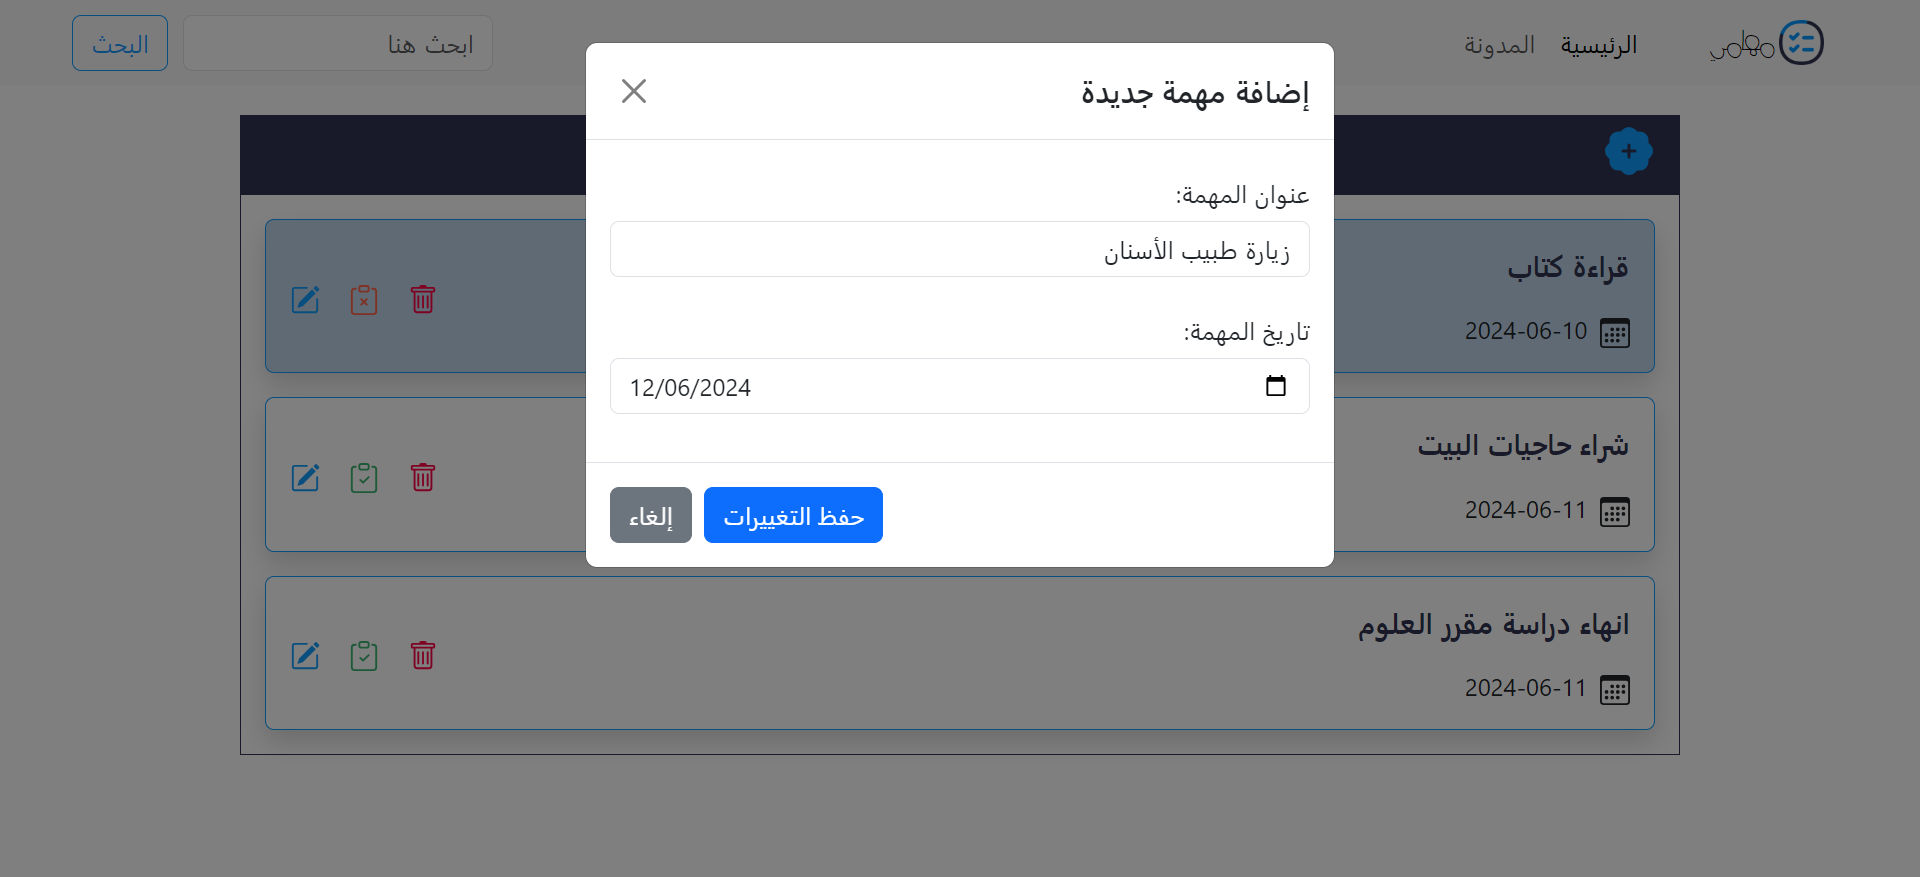 مهامي
الرئيسية
المدونة
ابحث هنا
البحث
إضافة مهمة جديدة
عنوان المهمة:
زيارة طبيب الأسنان
تاريخ المهمة:
12/06/2024
حفظ التغييرات
إلغاء
قراءة كتاب
2024-06-10
شراء حاجيات البيت
2024-06-11
انهاء دراسة مقرر العلوم
2024-06-11